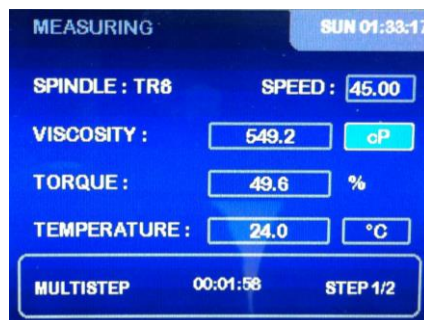 MEASURING SUN 01:33:17
SPINDLE : TR6 SPEED : 45.00
VISCOSITY : 549.2 cP
TORQUE : 49.6 %
TEMPERATURE : 24.0 °C
MULTISTEP 00:01:58 STEP 1/2